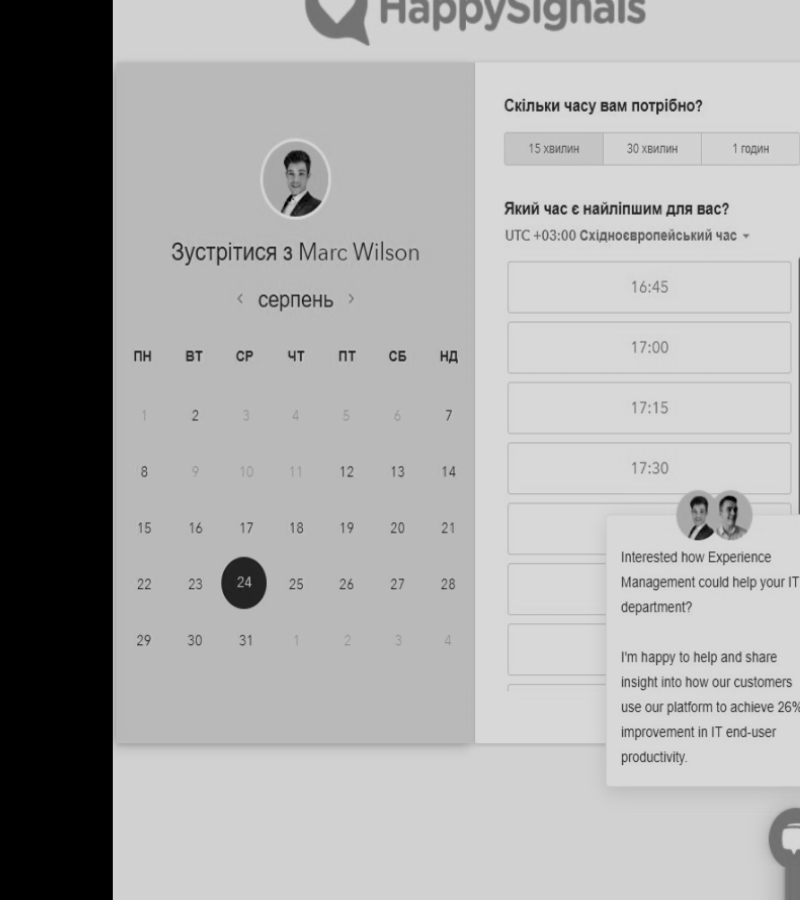 HappySignals
Зустрітися з Marc Wilson
‹ серпень ›
ПН ВТ СР ЧТ ПТ СБ НД
1 2 3 4 5 6 7
8 9 10 11 12 13 14
15 16 17 18 19 20 21
22 23 24 25 26 27 28
29 30 31 1 2 3 4
Скільки часу вам потрібно?
15 хвилин 30 хвилин 1 годин
Який час є найліпшим для вас?
UTC +03:00 Східноєвропейський час
16:45
17:00
17:15
17:30
Interested how Experience
Management could help your IT
department?
I'm happy to help and share
insight into how our customers
use our platform to achieve 26%
improvement in IT end-user
productivity.